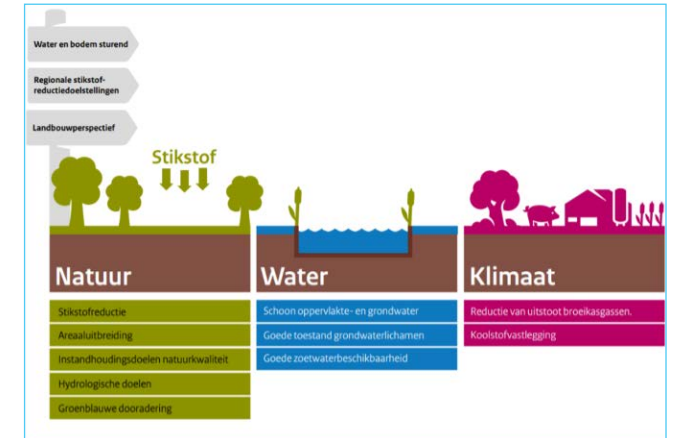 Water en bodem sturend
Regionale stikstof-
reductiedoelstellingen
Landbouwperspectief
Stikstof
Natuur
Stikstofreductie
Areaaluitbreiding
Instandhoudingsdoelen natuurkwaliteit
Hydrologische doelen
Groenblauwe dooradering
Water
Schoon oppervlakte- en grondwater
Goede toestand grondwaterlichamen
Goede zoetwaterbeschikbaarheid
Klimaat
Reductie van uitstoot broeikasgassen.
Koolstofvastlegging